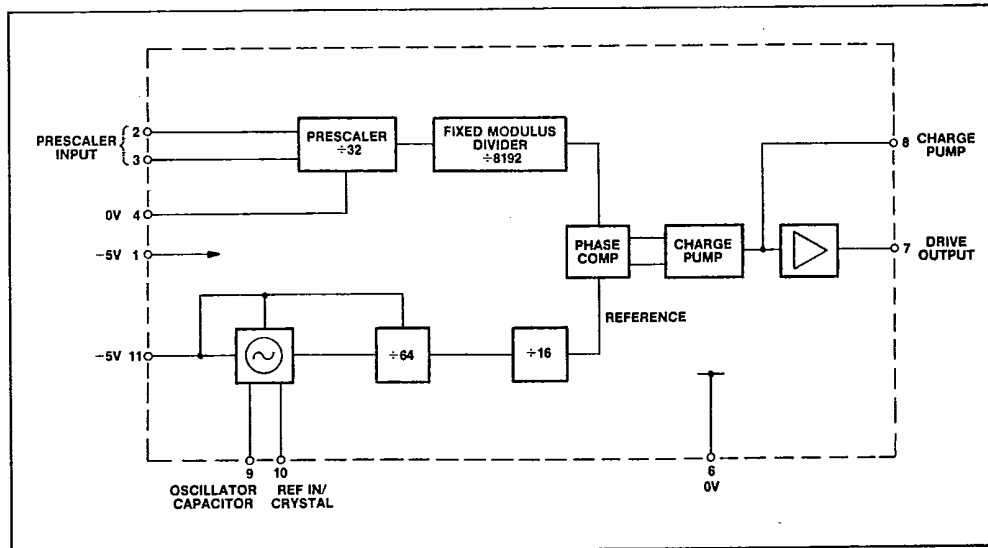 PRESCALER INPUT
2
3
0V 4
-5V 1
-5V 11
PRESCALER
÷32
FIXED MODULUS
DIVIDER
÷8192
PHASE
COMP
CHARGE
PUMP
8 CHARGE
PUMP
7 DRIVE
OUTPUT
REFERENCE
÷64
÷16
9
OSCILLATOR
CAPACITOR
10
REF IN/
CRYSTAL
6
0V